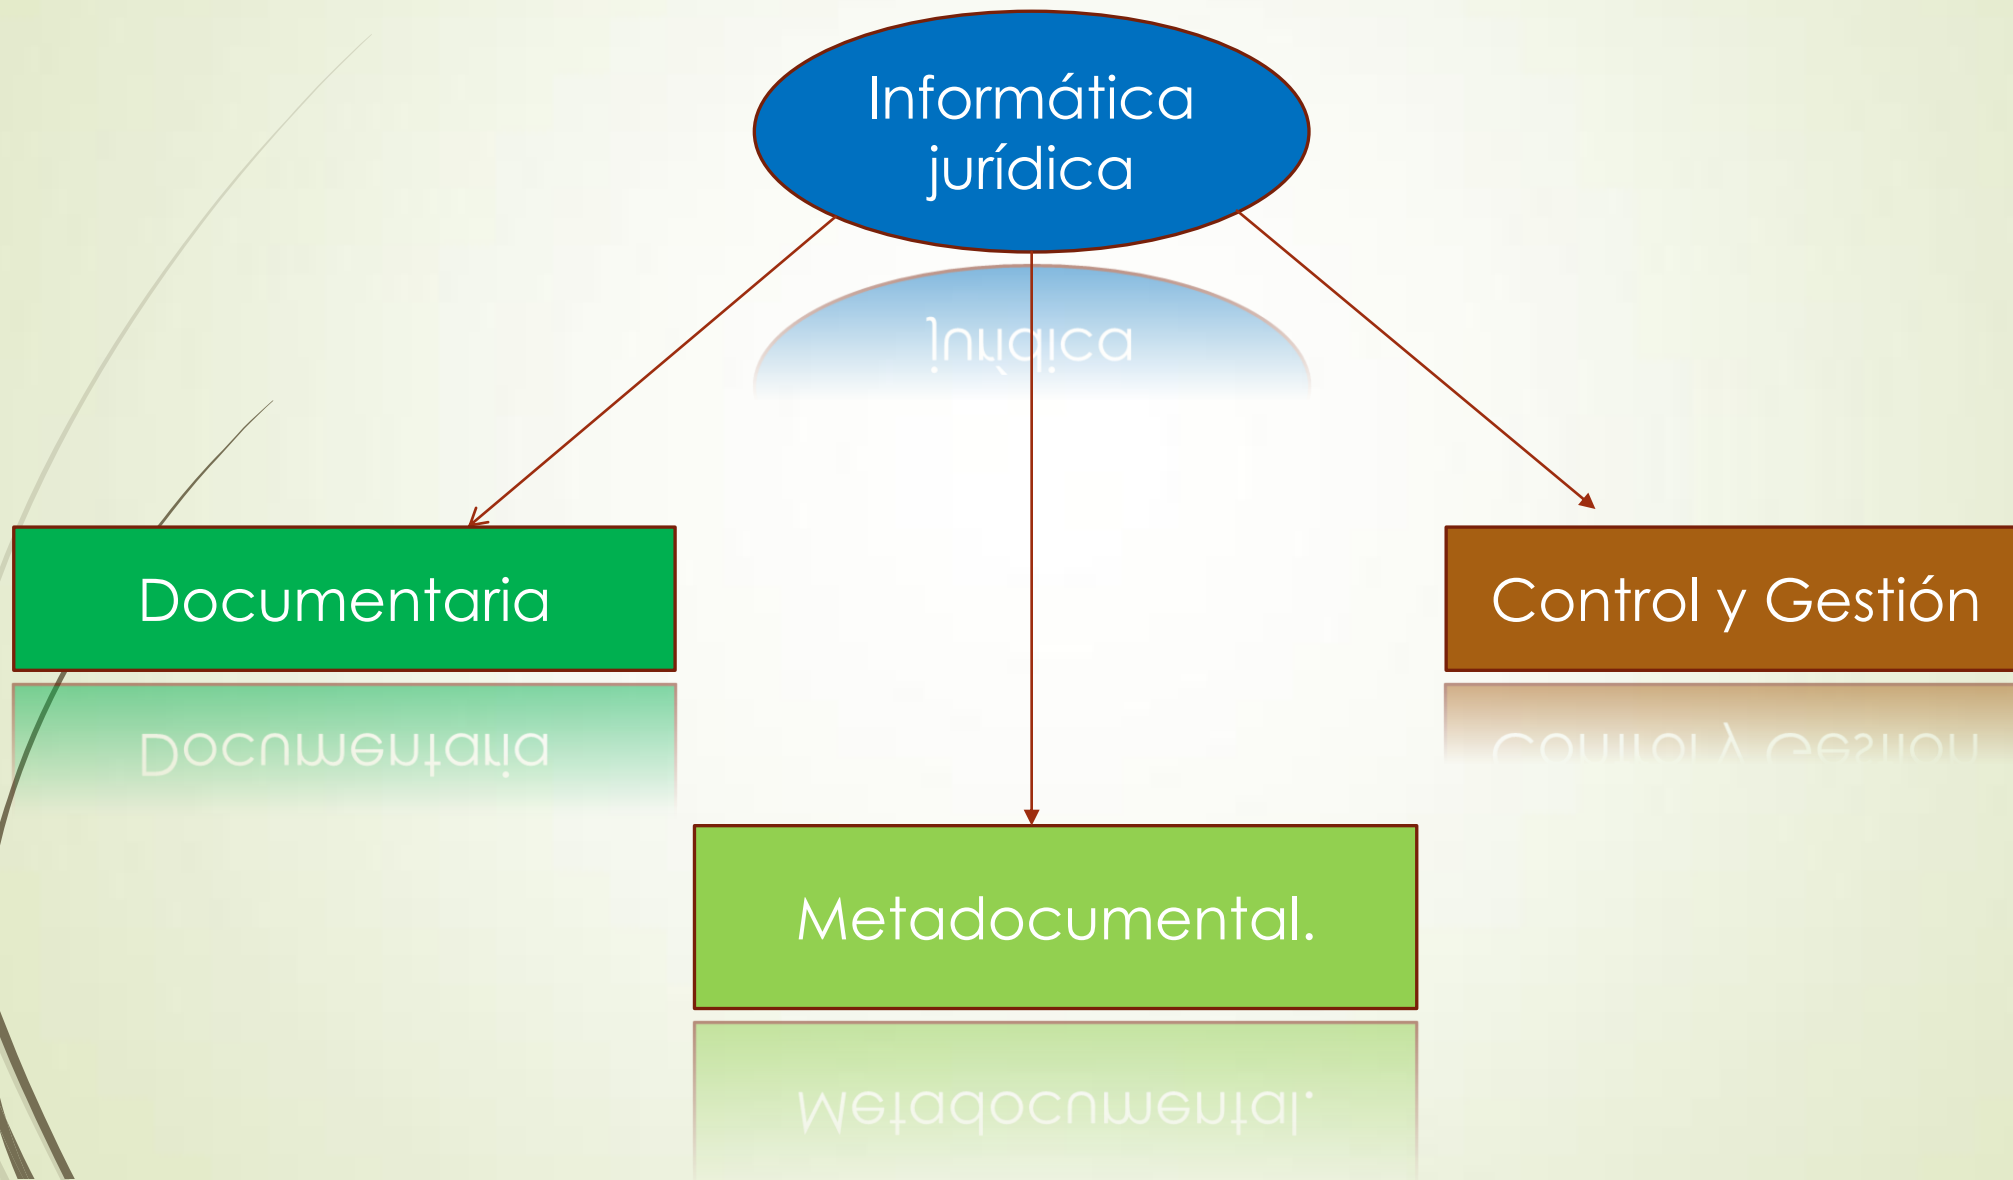 Informática
jurídica
Documentaria
Control y Gestión
Metadocumental.